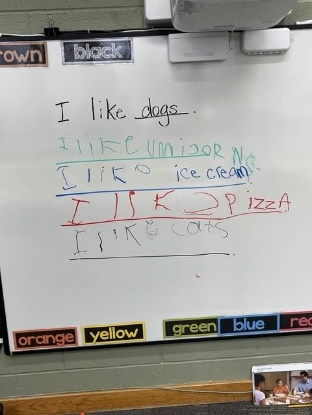 own black
I like dogs.
I like unicorNs
I like ice cream
I lIke PizzA
I lIke cats
orange yellow green blue red